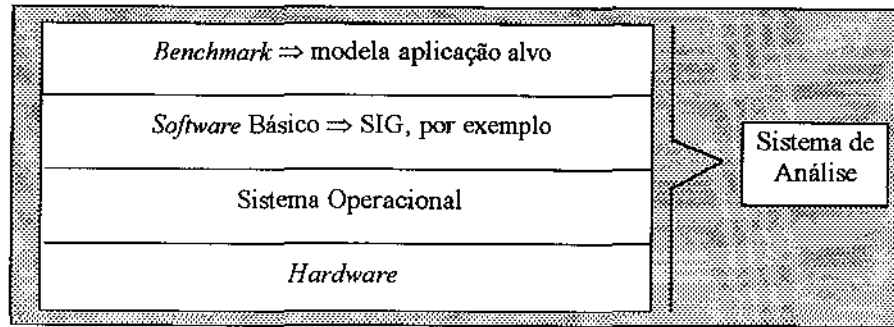 Benchmark ⇒ modela aplicação alvo
Software Básico ⇒ SIG, por exemplo
Sistema Operacional
Hardware
Sistema de
Análise